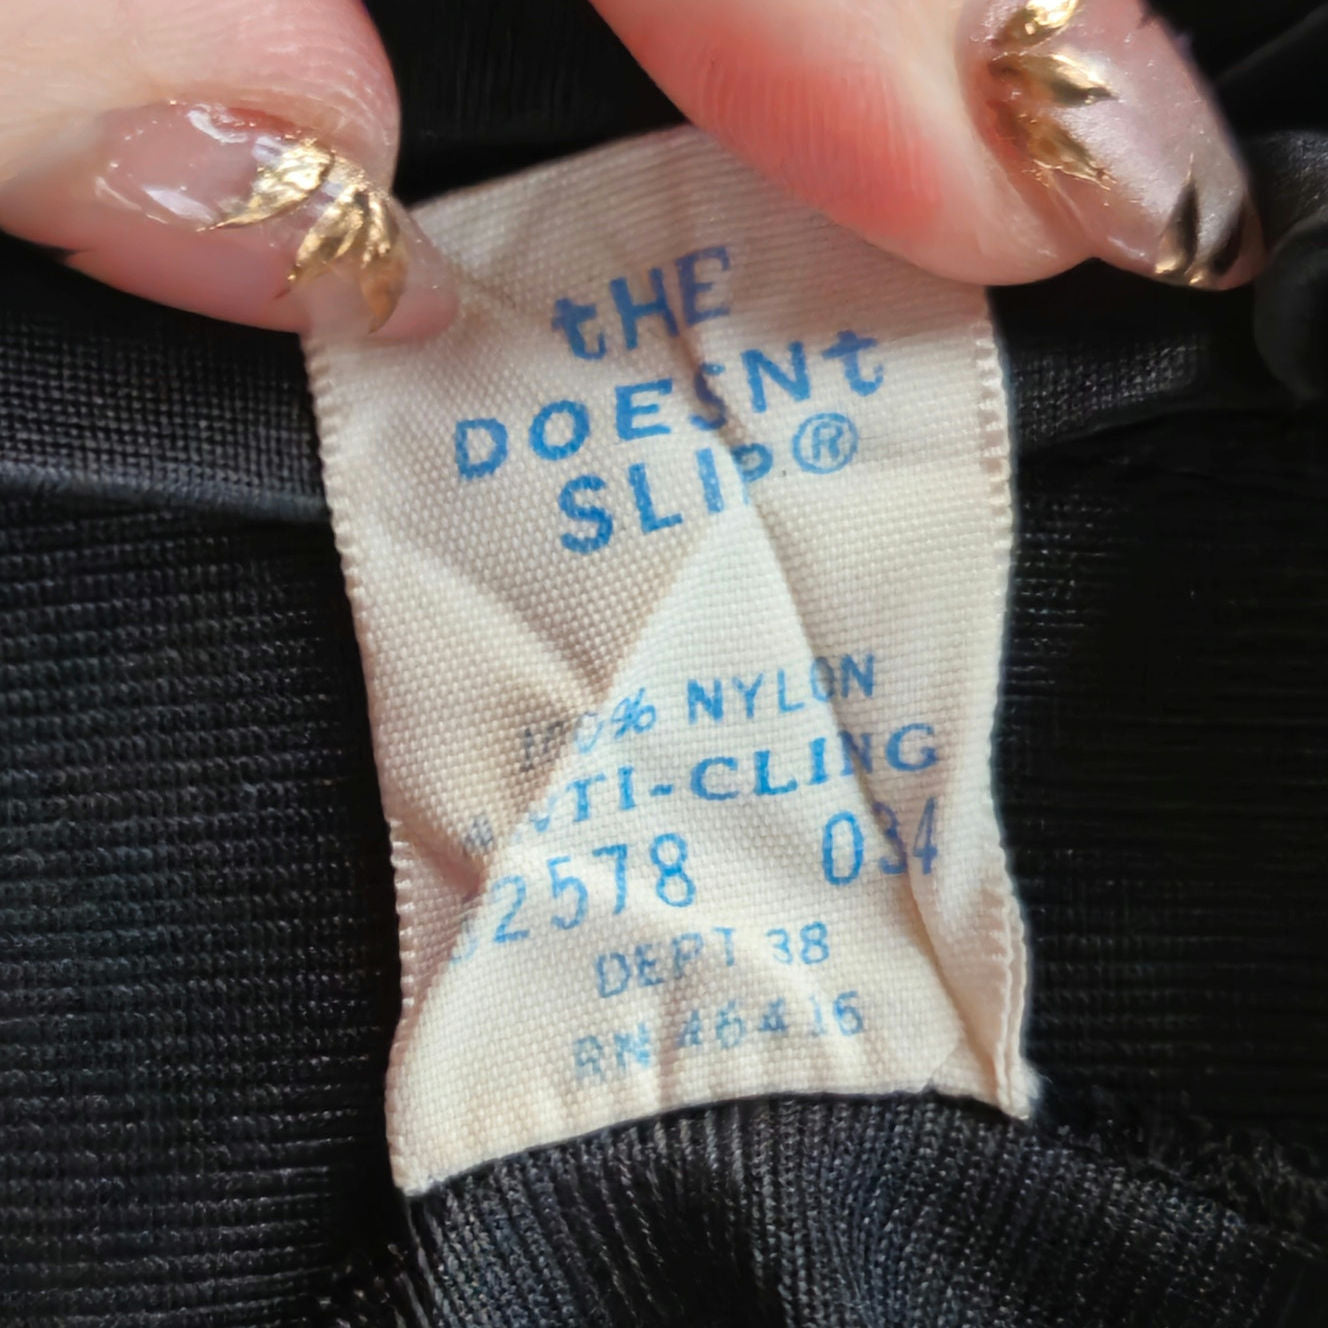 tHE
DOESNt
SLIP®
100% NYLON
ANTI-CLING
2578 034
DEPT 38
RN 46416